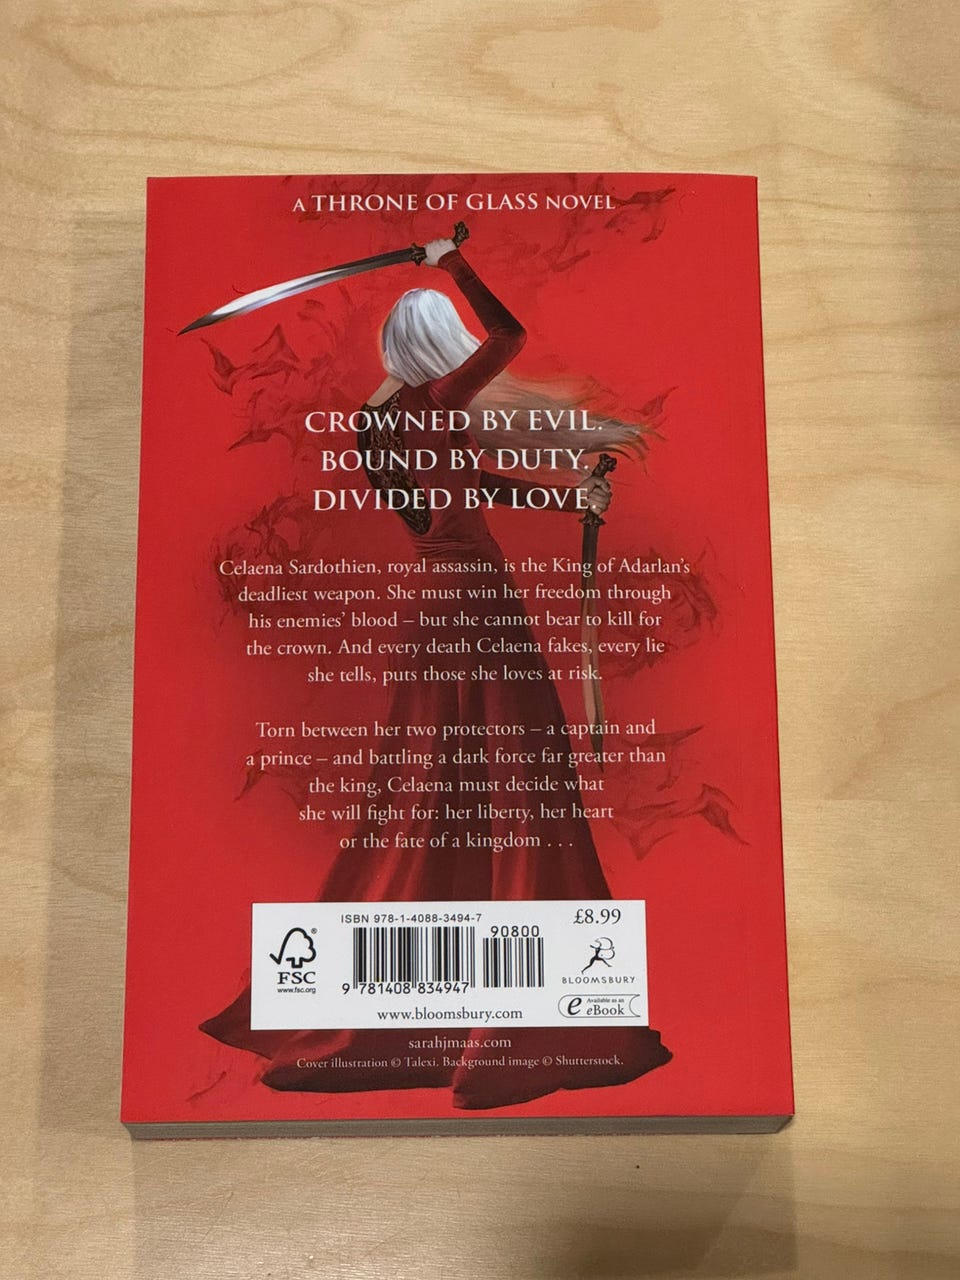 A THRONE OF GLASS NOVEL
CROWNED BY EVIL.
BOUND BY DUTY.
DIVIDED BY LOVE.
Celaena Sardothien, royal assassin, is the King of Adarlan's
deadliest weapon. She must win her freedom through
his enemies' blood – but she cannot bear to kill for
the crown. And every death Celaena fakes, every lie
she tells, puts those she loves at risk.
Torn between her two protectors – a captain and
a prince – and battling a dark force far greater than
the king, Celaena must decide what
she will fight for: her liberty, her heart
or the fate of a kingdom . . .
FSC®
www.fsc.org
ISBN 978-1-4088-3494-7
90800
9 781408 834947
£8.99
BLOOMSBURY
www.bloomsbury.com
e Available as an
eBook
sarahjmaas.com
Cover illustration © Talexi. Background image © Shutterstock.